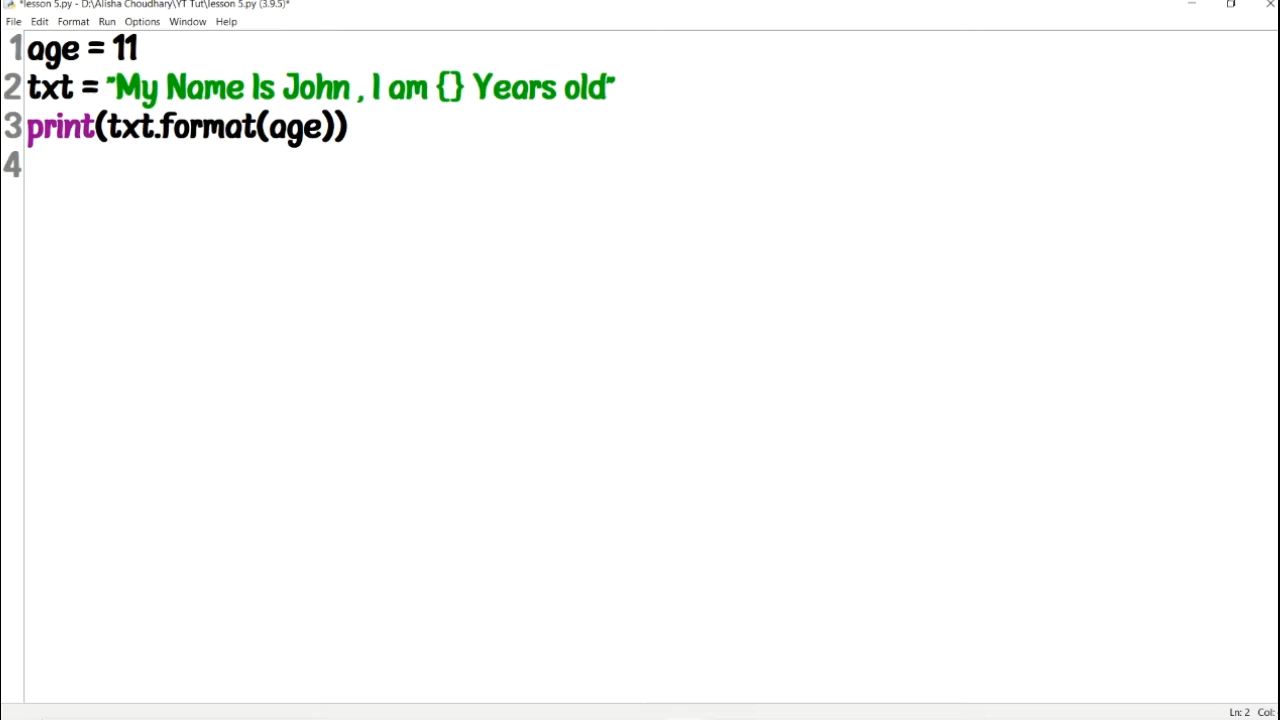 *lesson 5.py - D:\Alisha Choudhary\YT Tut\lesson 5.py (3.9.5)*
File Edit Format Run Options Window Help
1 age = 11
2 txt = "My Name Is John , I am {} Years old"
3 print(txt.format(age))
4
Ln: 2 Col: